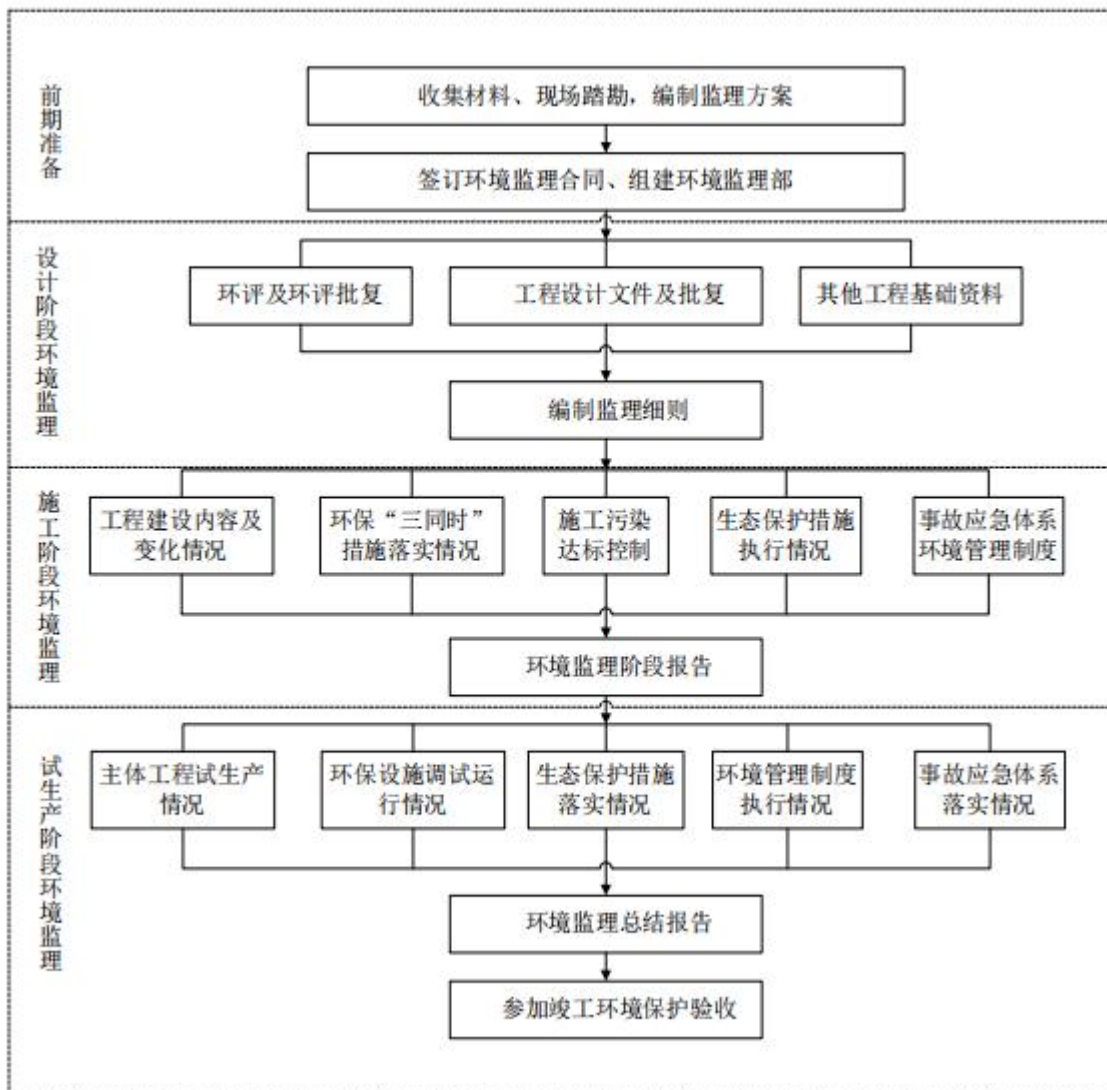 前期准备
收集材料、现场踏勘，编制监理方案
签订环境监理合同、组建环境监理部
设计阶段环境监理
环评及环评批复
工程设计文件及批复
其他工程基础资料
编制监理细则
施工阶段环境监理
工程建设内容及
变化情况
环保“三同时”
措施落实情况
施工污染
达标控制
生态保护措施
执行情况
事故应急体系
环境管理制度
环境监理阶段报告
试生产阶段环境监理
主体工程试生产
情况
环保设施调试运
行情况
生态保护措施
落实情况
环境管理制度
执行情况
事故应急体系
落实情况
环境监理总结报告
参加竣工环境保护验收